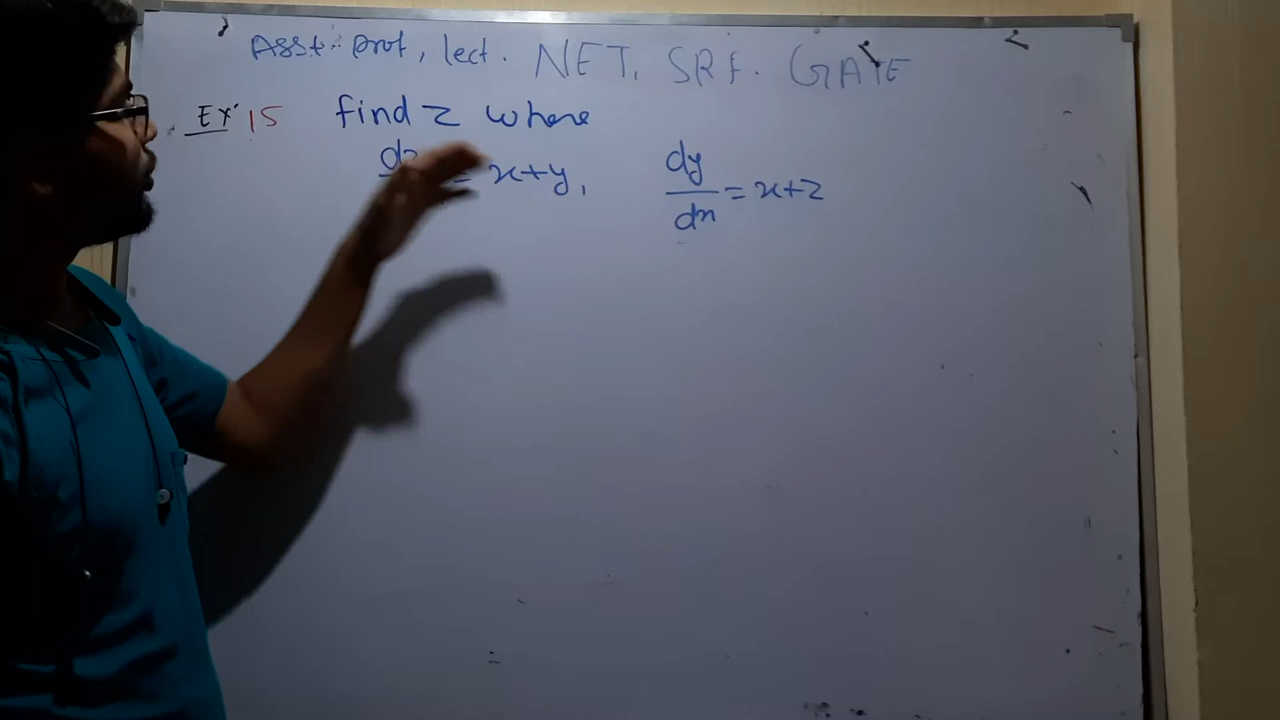 Asst. Prof, lect. NET, SRF. GATE
Ex. 15 find z where
= x+y, dy/dx = x+z